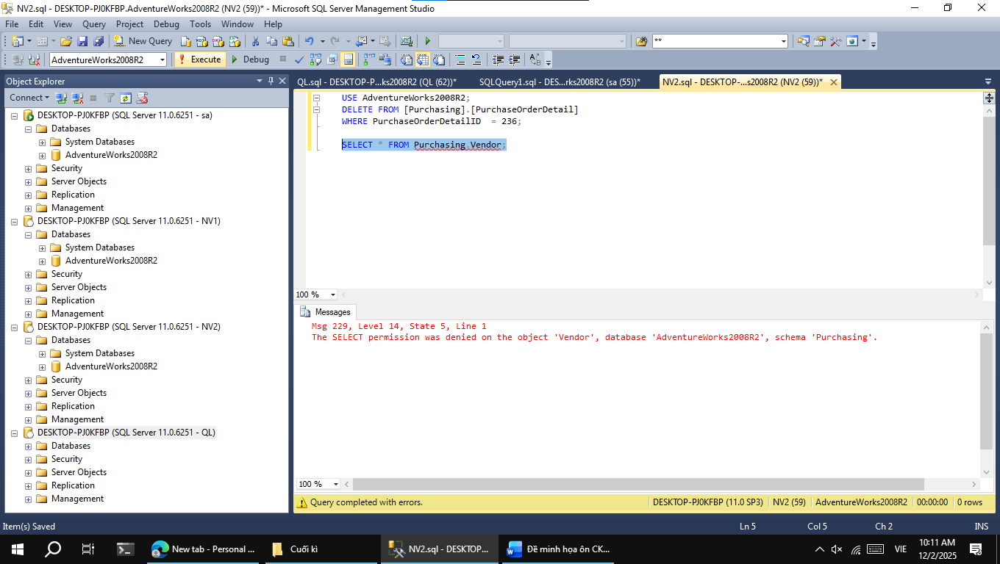 NV2.sql - DESKTOP-PJ0KFBP.AdventureWorks2008R2 (NV2 (59))* - Microsoft SQL Server Management Studio
File Edit View Query Project Debug Tools Window Help
New Query MDX DMX **
AdventureWorks2008R2 Execute Debug
Object Explorer
Connect
DESKTOP-PJ0KFBP (SQL Server 11.0.6251 - sa)
Databases
System Databases
AdventureWorks2008R2
Security
Server Objects
Replication
Management
DESKTOP-PJ0KFBP (SQL Server 11.0.6251 - NV1)
Databases
System Databases
AdventureWorks2008R2
Security
Server Objects
Replication
Management
DESKTOP-PJ0KFBP (SQL Server 11.0.6251 - NV2)
Databases
System Databases
AdventureWorks2008R2
Security
Server Objects
Replication
Management
DESKTOP-PJ0KFBP (SQL Server 11.0.6251 - QL)
Databases
Security
Server Objects
Replication
Management
QL.sql - DESKTOP-P...ks2008R2 (QL (62))* SQLQuery1.sql - DES...rks2008R2 (sa (55))* NV2.sql - DESKTOP-...s2008R2 (NV2 (59))*
USE AdventureWorks2008R2;
DELETE FROM [Purchasing].[PurchaseOrderDetail]
WHERE PurchaseOrderDetailID  = 236;
SELECT * FROM Purchasing.Vendor;
100 %
Messages
Msg 229, Level 14, State 5, Line 1
The SELECT permission was denied on the object 'Vendor', database 'AdventureWorks2008R2', schema 'Purchasing'.
100 %
Query completed with errors. DESKTOP-PJ0KFBP (11.0 SP3) NV2 (59) AdventureWorks2008R2 00:00:00 0 rows
Item(s) Saved Ln 5 Col 5 Ch 2 INS
New tab - Personal ... Cuối kì NV2.sql - DESKTOP... Đề minh họa ôn CK... VIE 10:11 AM
12/2/2025